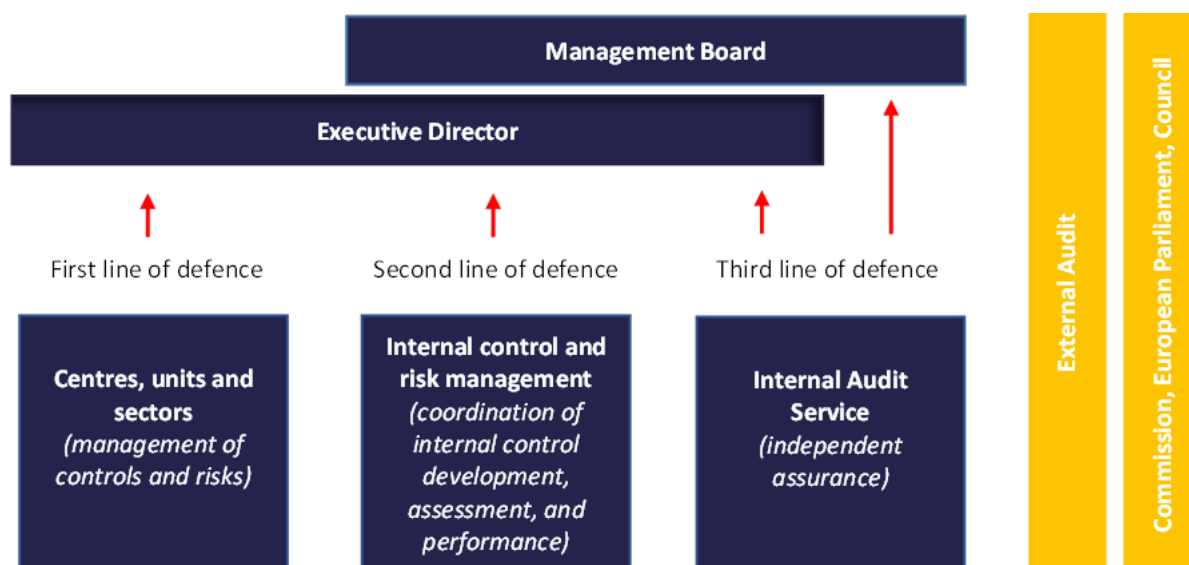 Management Board
Executive Director
First line of defence
Second line of defence
Third line of defence
Centres, units and
sectors
(management of
controls and risks)
Internal control and
risk management
(coordination of
internal control
development,
assessment, and
performance)
Internal Audit
Service
(independent
assurance)
External Audit
Commission, European Parliament, Council